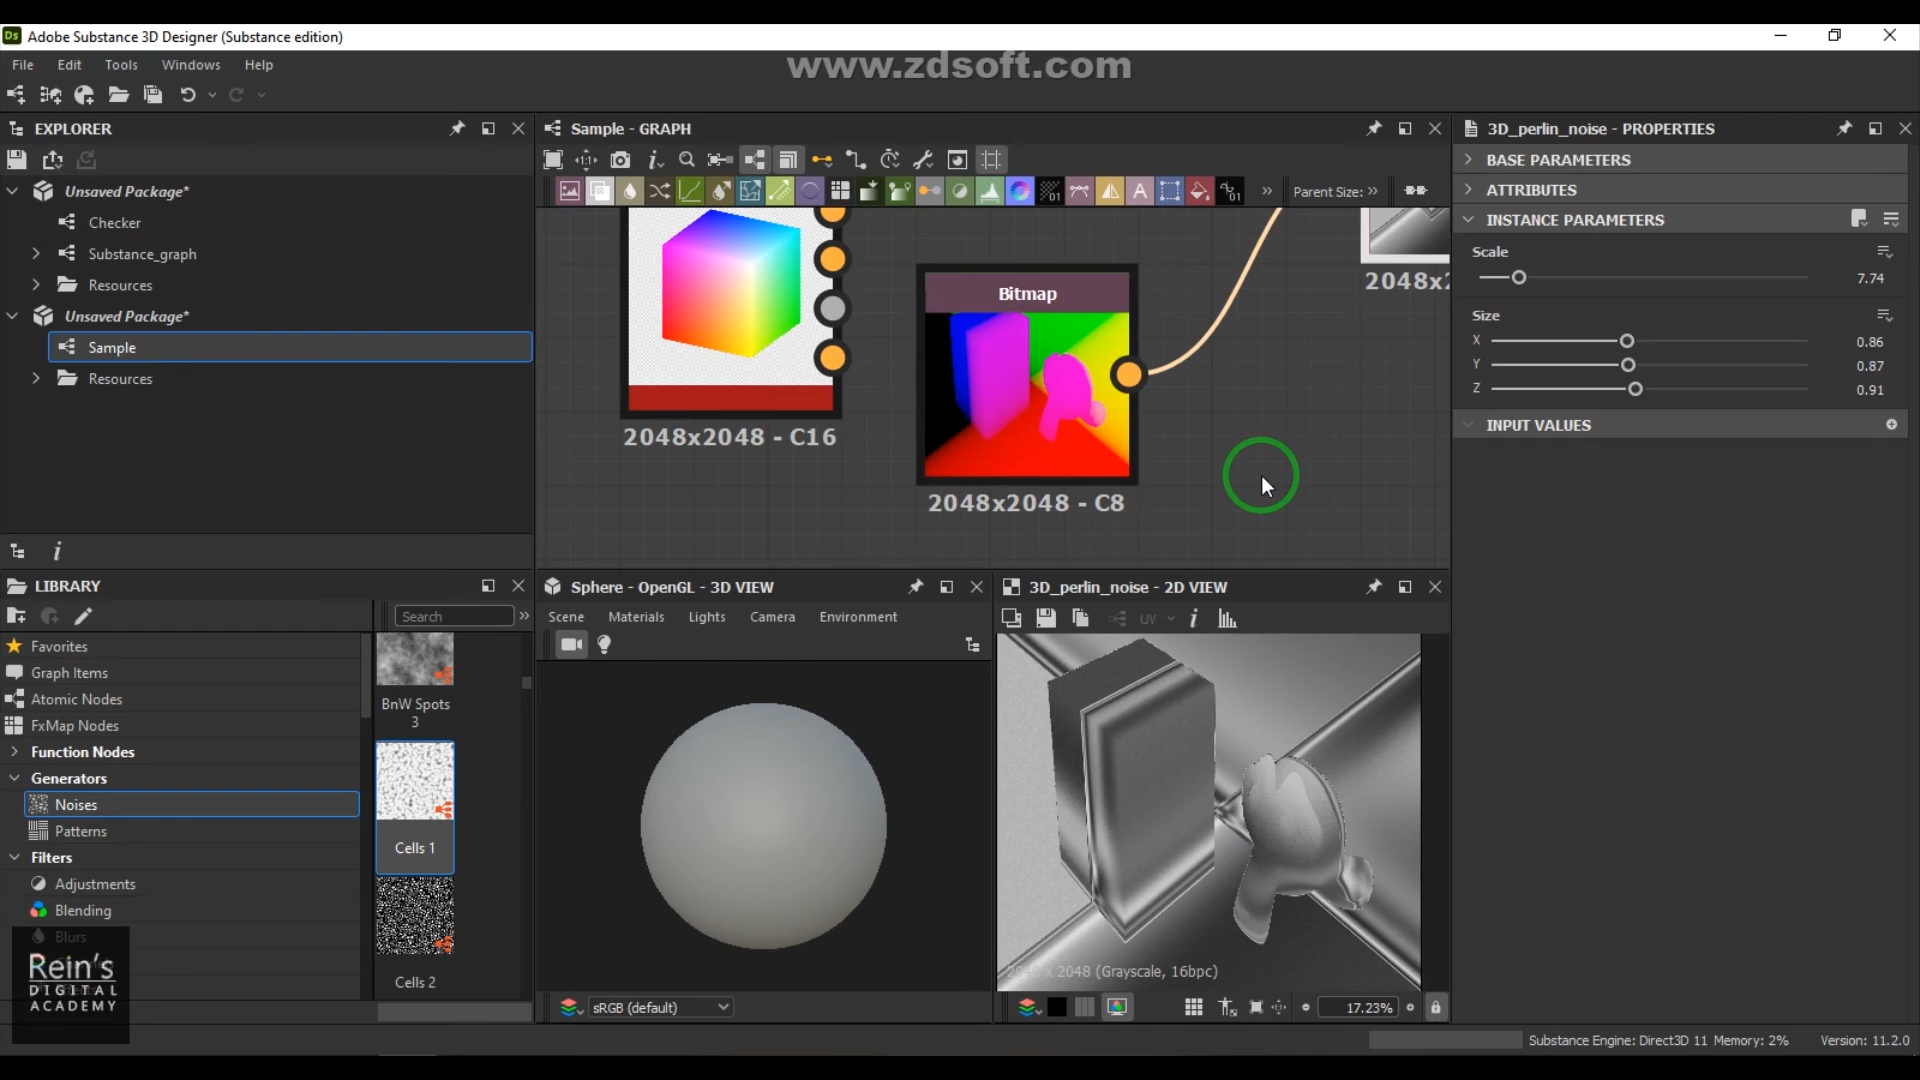 Ds Adobe Substance 3D Designer (Substance edition)
File Edit Tools Windows Help
www.zdsoft.com
EXPLORER
Unsaved Package*
Checker
Substance_graph
Resources
Unsaved Package*
Sample
Resources
LIBRARY
Search
Favorites
Graph Items
Atomic Nodes
FxMap Nodes
Function Nodes
Generators
Noises
Patterns
Filters
Adjustments
Blending
Blurs
Rein's
DIGITAL
ACADEMY
BnW Spots
3
Cells 1
Cells 2
Sample - GRAPH
Parent Size:
2048x2048 - C16
Bitmap
2048x2048 - C8
2048x2
Sphere - OpenGL - 3D VIEW
Scene Materials Lights Camera Environment
sRGB (default)
3D_perlin_noise - 2D VIEW
UV
2048 x 2048 (Grayscale, 16bpc)
17.23%
3D_perlin_noise - PROPERTIES
BASE PARAMETERS
ATTRIBUTES
INSTANCE PARAMETERS
Scale
7.74
Size
X 0.86
Y 0.87
Z 0.91
INPUT VALUES
Substance Engine: Direct3D 11 Memory: 2% Version: 11.2.0